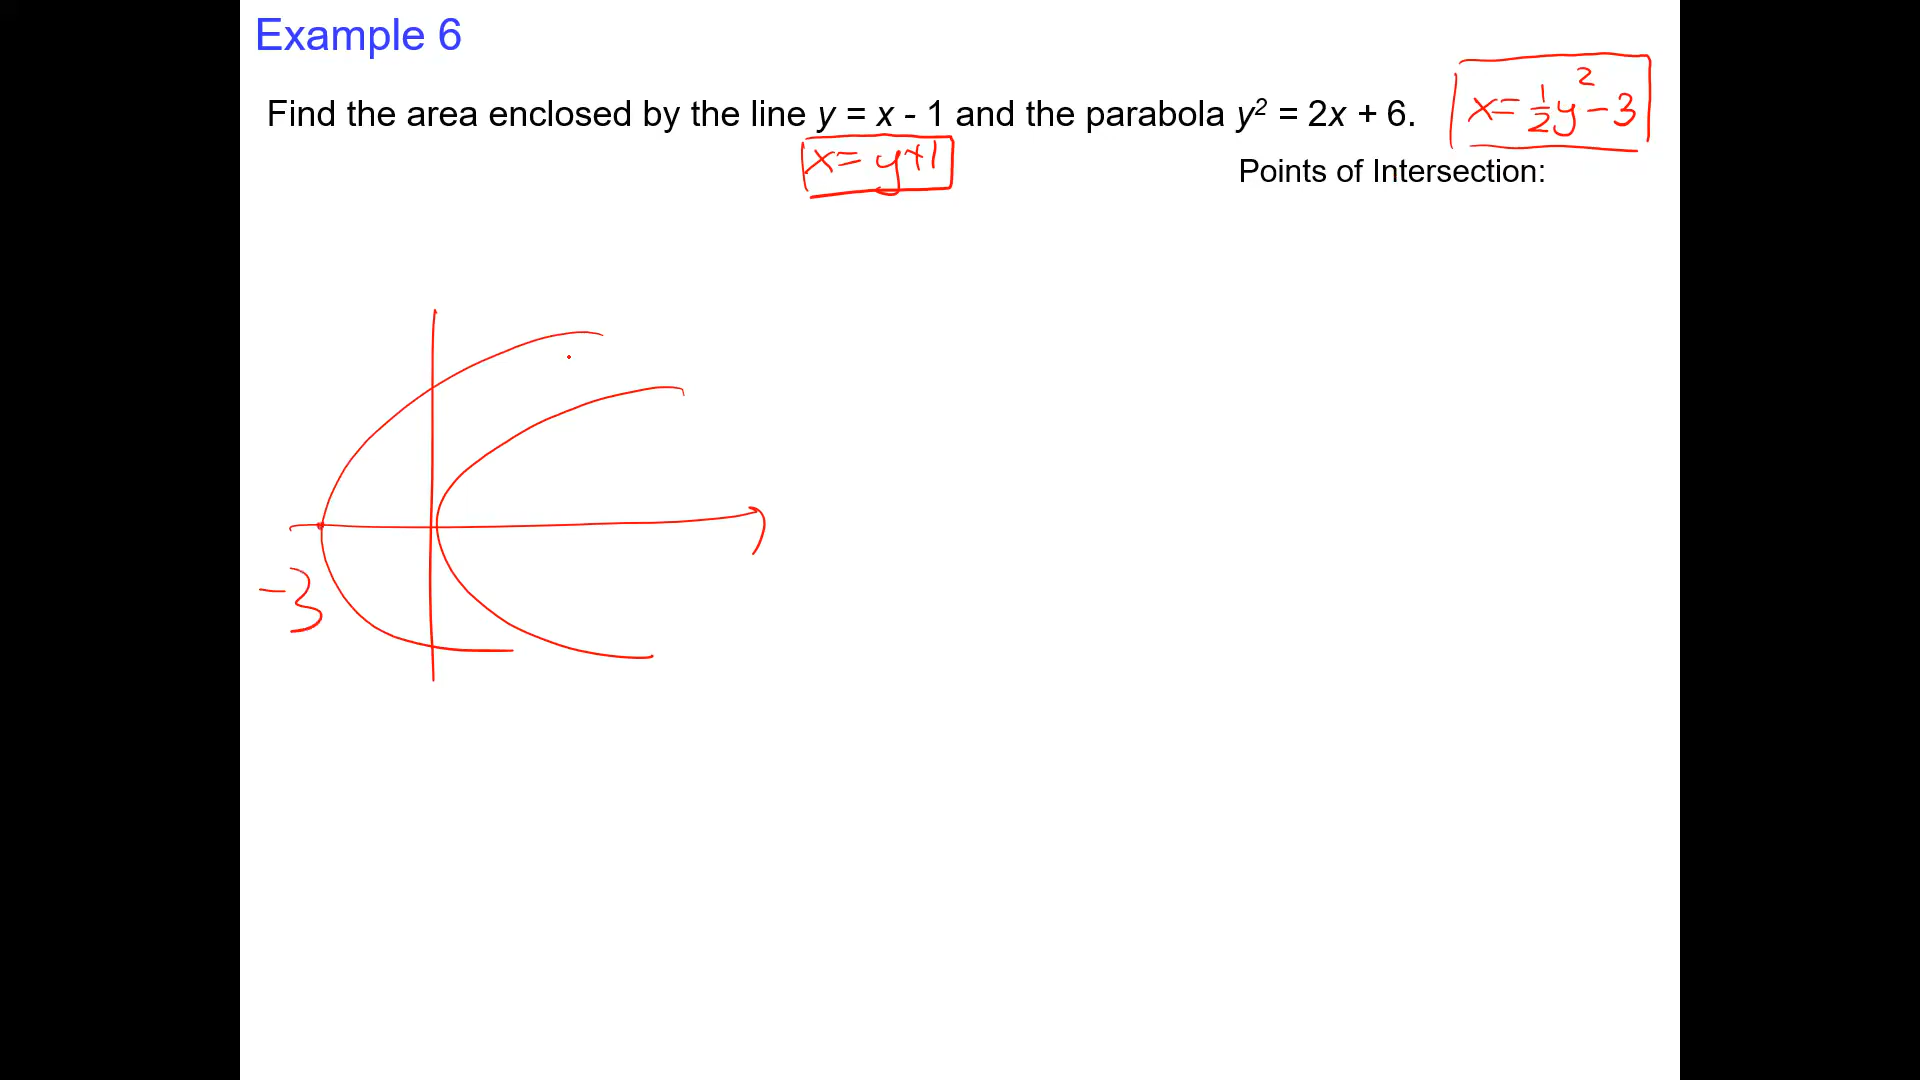 Example 6
x = ½y² - 3
Find the area enclosed by the line y = x - 1 and the parabola y² = 2x + 6.
x = y+1
Points of Intersection:
-3